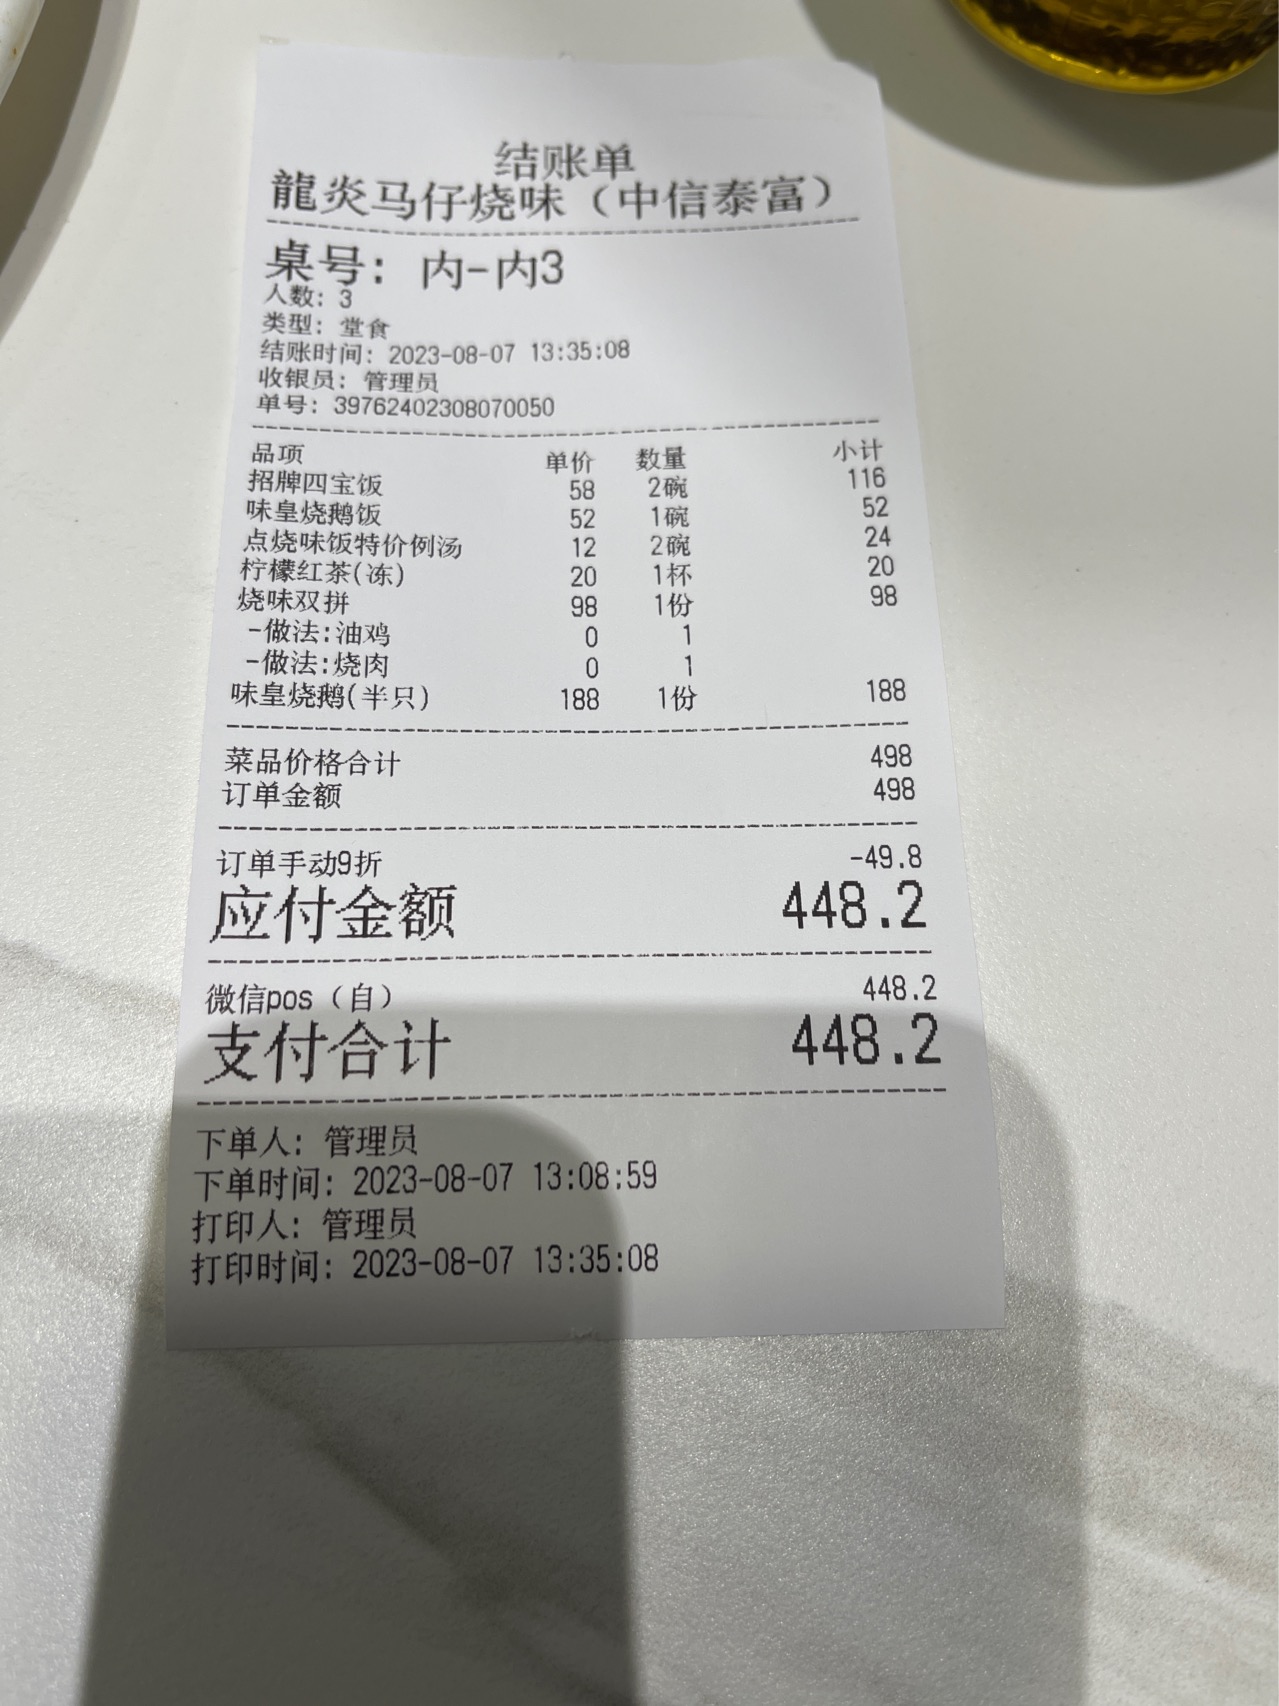 结账单
龍炎马仔烧味（中信泰富）
桌号: 内-内3
人数: 3
类型: 堂食
结账时间: 2023-08-07 13:35:08
收银员: 管理员
单号: 39762402308070050
品项 单价 数量 小计
招牌四宝饭 58 2碗 116
味皇烧鹅饭 52 1碗 52
点烧味饭特价例汤 12 2碗 24
柠檬红茶(冻) 20 1杯 20
烧味双拼 98 1份 98
-做法:油鸡 0 1
-做法:烧肉 0 1
味皇烧鹅(半只) 188 1份 188
菜品价格合计 498
订单金额 498
订单手动9折 -49.8
应付金额 448.2
微信pos（自） 448.2
支付合计 448.2
下单人: 管理员
下单时间: 2023-08-07 13:08:59
打印人: 管理员
打印时间: 2023-08-07 13:35:08